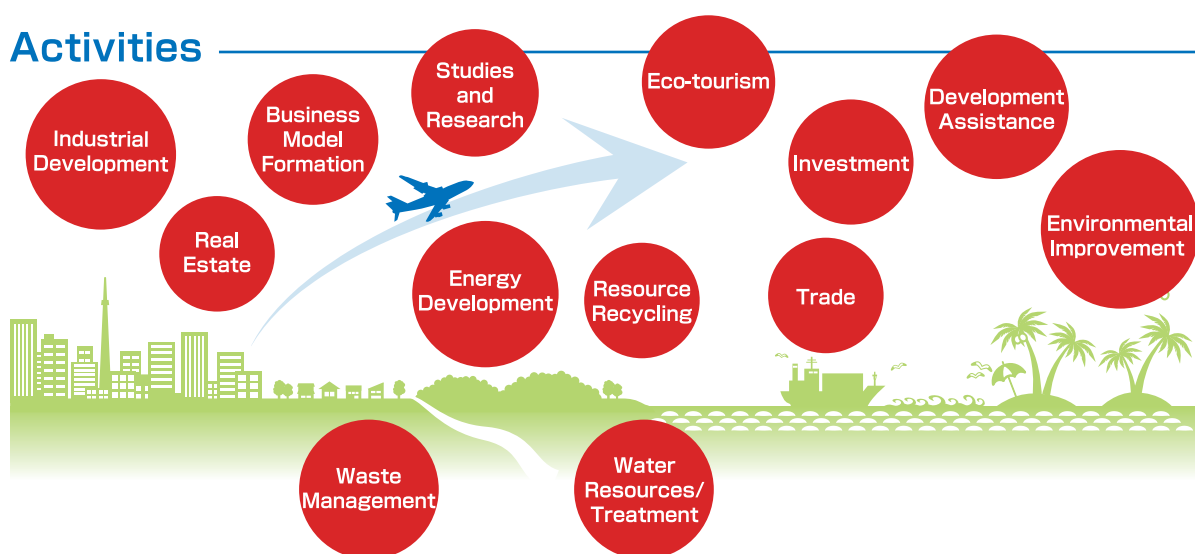 Activities
Industrial
Development
Business
Model
Formation
Studies
and
Research
Eco-tourism
Development
Assistance
Investment
Real
Estate
Environmental
Improvement
Energy
Development
Resource
Recycling
Trade
Waste
Management
Water
Resources/
Treatment